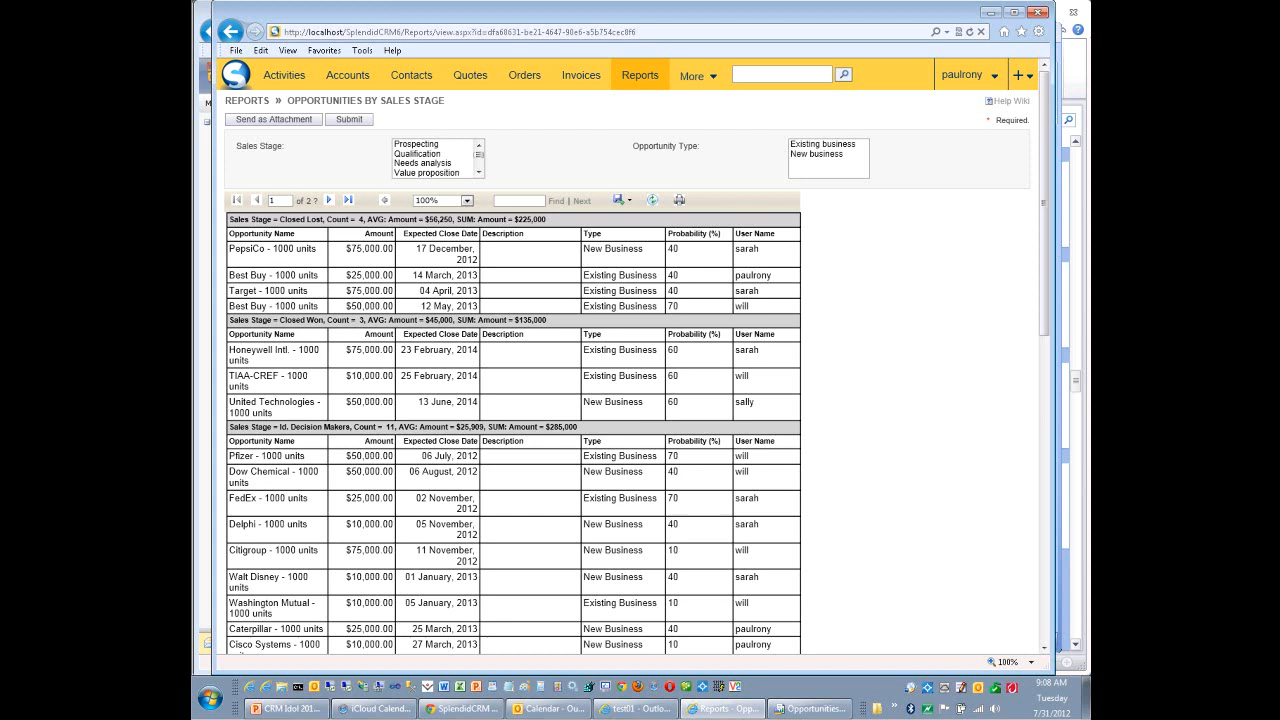 http://localhost/SplendidCRM6/Reports/view.aspx?id=dfa68631-be21-4647-90e6-a5b754cec8f6
File Edit View Favorites Tools Help
Activities Accounts Contacts Quotes Orders Invoices Reports More paulrony
REPORTS » OPPORTUNITIES BY SALES STAGE Help Wiki
Send as Attachment Submit * Required.
Sales Stage: Prospecting Opportunity Type: Existing business
Qualification New business
Needs analysis
Value proposition
1 of 2 ? 100% Find | Next
Sales Stage = Closed Lost, Count = 4, AVG: Amount = $56,250, SUM: Amount = $225,000
Opportunity Name Amount Expected Close Date Description Type Probability (%) User Name
PepsiCo - 1000 units $75,000.00 17 December, New Business 40 sarah
2012
Best Buy - 1000 units $25,000.00 14 March, 2013 Existing Business 40 paulrony
Target - 1000 units $75,000.00 04 April, 2013 Existing Business 40 sarah
Best Buy - 1000 units $50,000.00 12 May, 2013 Existing Business 70 will
Sales Stage = Closed Won, Count = 3, AVG: Amount = $45,000, SUM: Amount = $135,000
Opportunity Name Amount Expected Close Date Description Type Probability (%) User Name
Honeywell Intl. - 1000 $75,000.00 23 February, 2014 Existing Business 60 sarah
units
TIAA-CREF - 1000 $10,000.00 25 February, 2014 Existing Business 60 will
units
United Technologies - $50,000.00 13 June, 2014 New Business 60 sally
1000 units
Sales Stage = Id. Decision Makers, Count = 11, AVG: Amount = $25,909, SUM: Amount = $285,000
Opportunity Name Amount Expected Close Date Description Type Probability (%) User Name
Pfizer - 1000 units $50,000.00 06 July, 2012 Existing Business 70 will
Dow Chemical - 1000 $50,000.00 06 August, 2012 New Business 40 will
units
FedEx - 1000 units $25,000.00 02 November, Existing Business 70 sarah
2012
Delphi - 1000 units $10,000.00 05 November, New Business 40 sarah
2012
Citigroup - 1000 units $75,000.00 11 November, New Business 10 will
2012
Walt Disney - 1000 $10,000.00 01 January, 2013 New Business 40 sarah
units
Washington Mutual - $10,000.00 05 January, 2013 Existing Business 10 will
1000 units
Caterpillar - 1000 units $25,000.00 25 March, 2013 New Business 40 paulrony
Cisco Systems - 1000 $10,000.00 27 March, 2013 New Business 10 paulrony
100%
9:08 AM
Tuesday
7/31/2012
CRM Idol 201... iCloud Calend... SplendidCRM ... Calendar - Ou... test01 - Outlo... Reports - Opp... Opportunities...